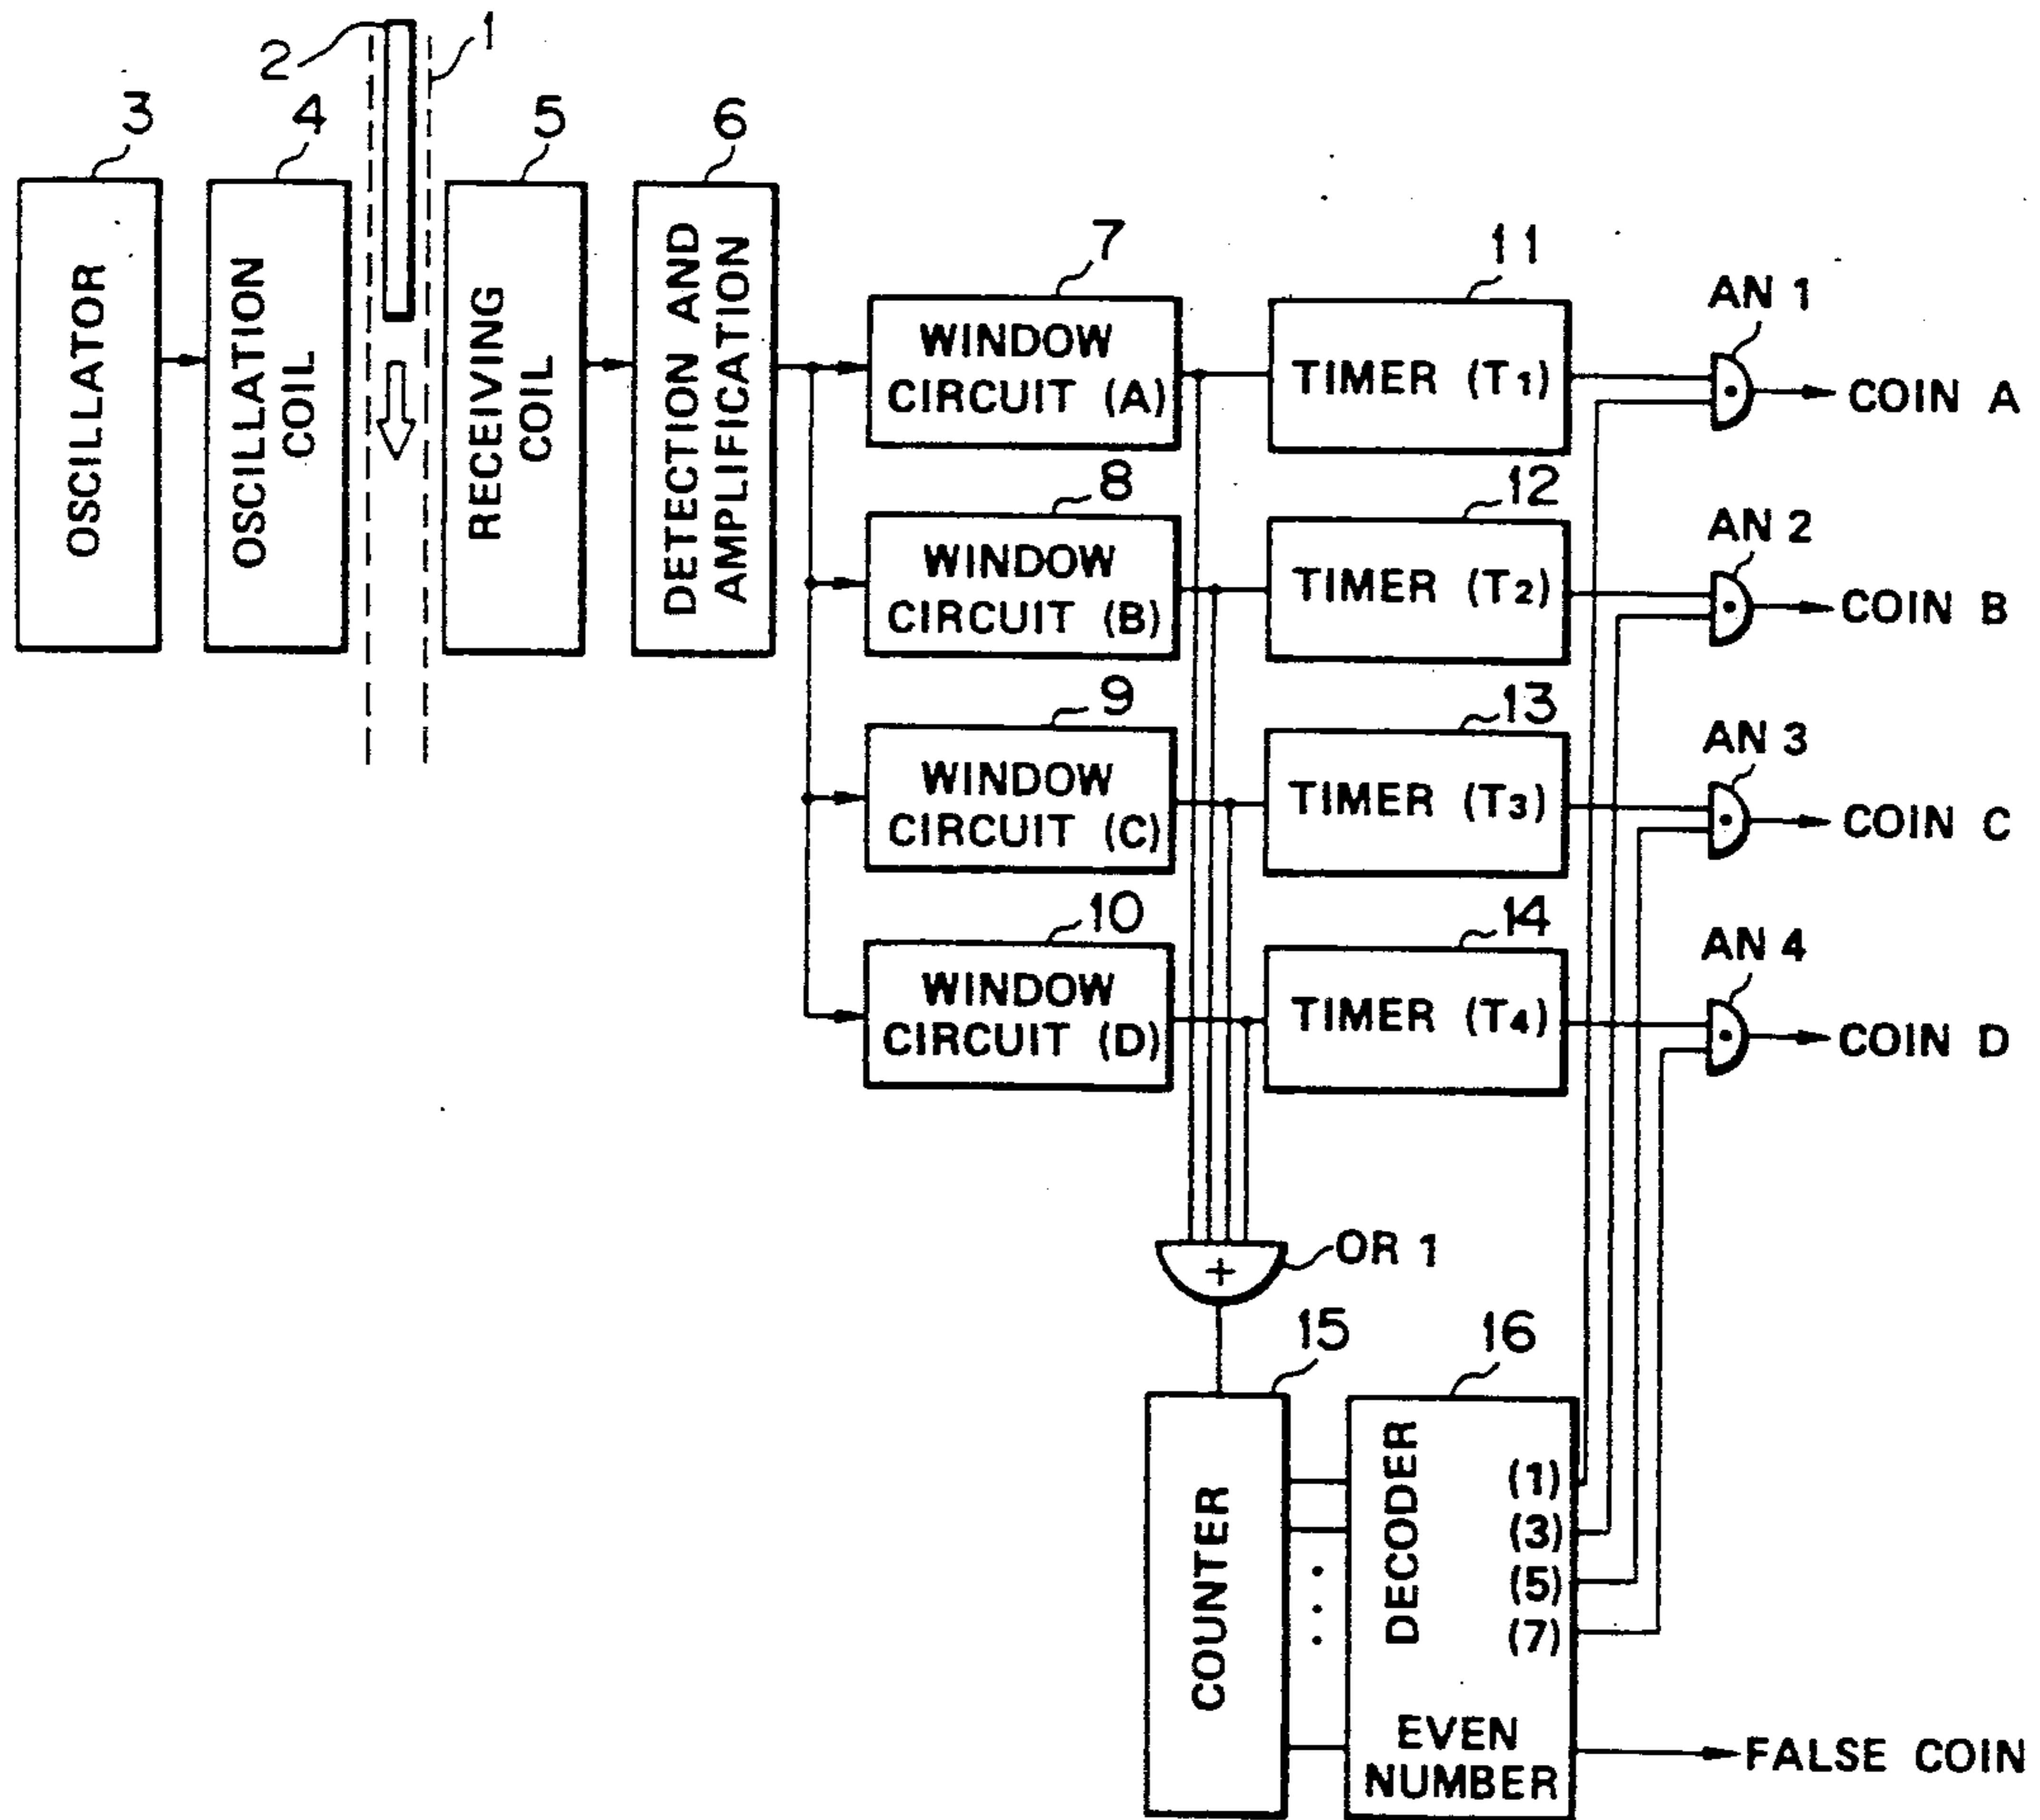 2
1
3
4
5
6
OSCILLATOR
OSCILLATION
COIL
RECEIVING
COIL
DETECTION AND
AMPLIFICATION
7
WINDOW
CIRCUIT (A)
11
TIMER (T1)
AN 1
COIN A
8
WINDOW
CIRCUIT (B)
12
TIMER (T2)
AN 2
COIN B
9
WINDOW
CIRCUIT (C)
13
TIMER (T3)
AN 3
COIN C
10
WINDOW
CIRCUIT (D)
14
TIMER (T4)
AN 4
COIN D
+
OR 1
15
COUNTER
16
DECODER
(1)
(3)
(5)
(7)
EVEN
NUMBER
FALSE COIN